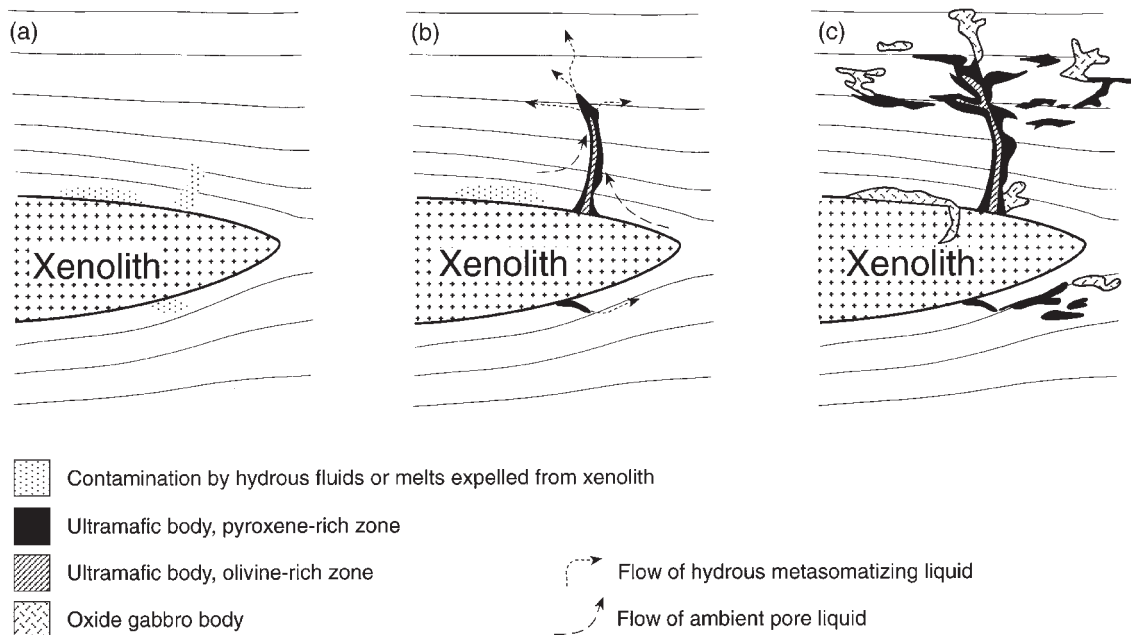 (a)
(b)
(c)
Xenolith
Xenolith
Xenolith
Contamination by hydrous fluids or melts expelled from xenolith
Ultramafic body, pyroxene-rich zone
Ultramafic body, olivine-rich zone
Oxide gabbro body
Flow of hydrous metasomatizing liquid
Flow of ambient pore liquid